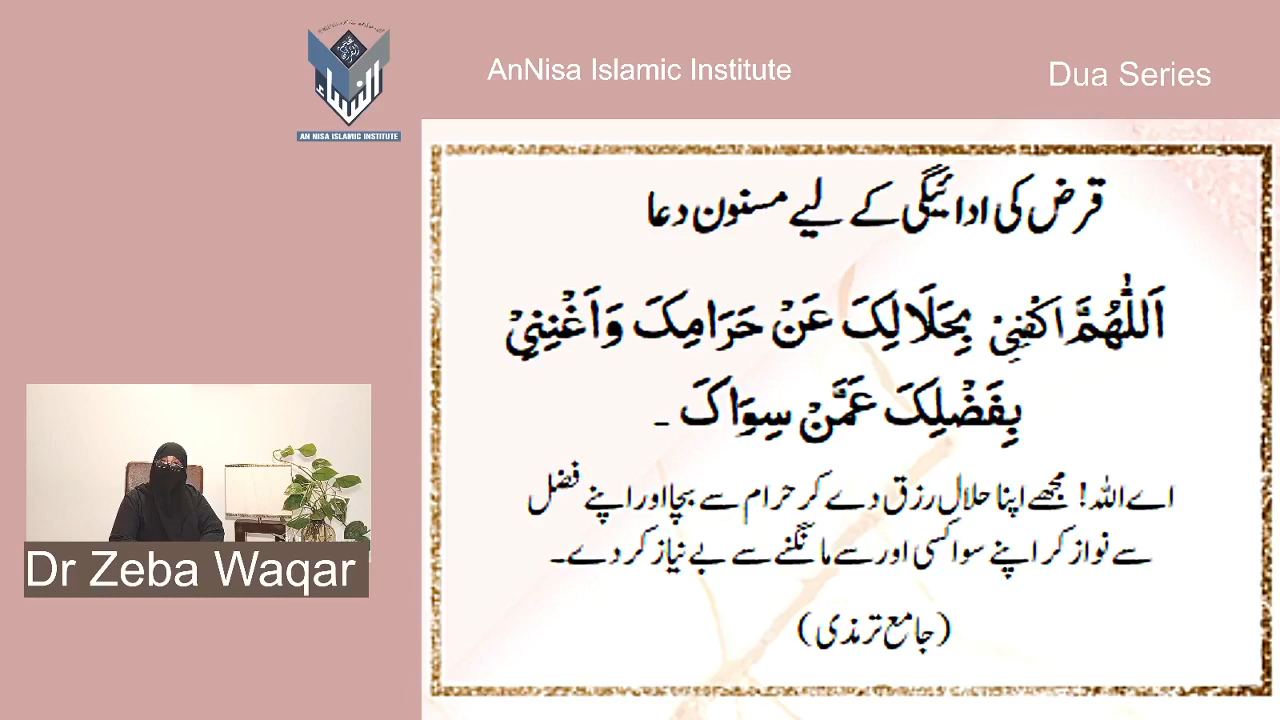 AnNisa Islamic Institute
Dua Series
AN NISA ISLAMIC INSTITUTE
قرض کی ادائیگی کے لیے مسنون دعا
اَللّٰهُمَّ اكْفِنِيْ بِحَلَالِكَ عَنْ حَرَامِكَ وَاَغْنِنِيْ
بِفَضْلِكَ عَمَّنْ سِوَاكَ ۔
اے اللہ! مجھے اپنا حلال رزق دے کر حرام سے بچا اور اپنے فضل
سے نواز کر اپنے سوا کسی اور سے مانگنے سے بے نیاز کر دے۔
(جامع ترمذی)
Dr Zeba Waqar